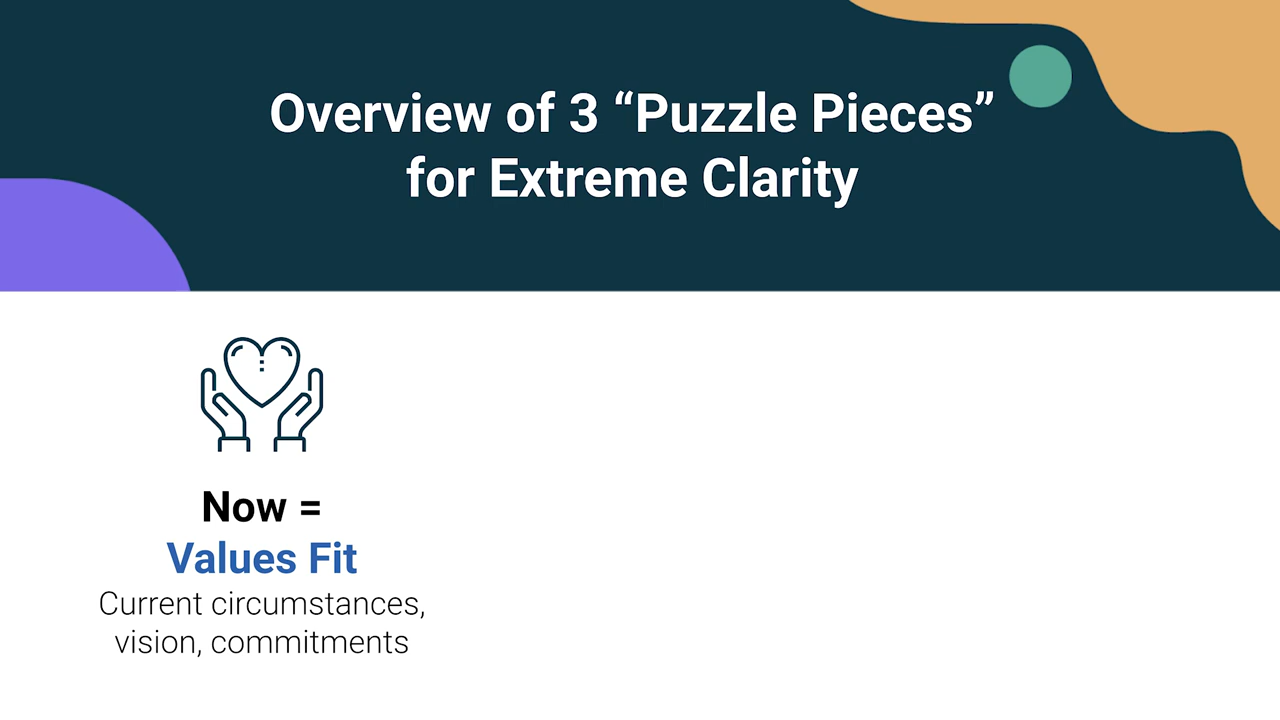 Overview of 3 “Puzzle Pieces”
for Extreme Clarity
Now =
Values Fit
Current circumstances,
vision, commitments